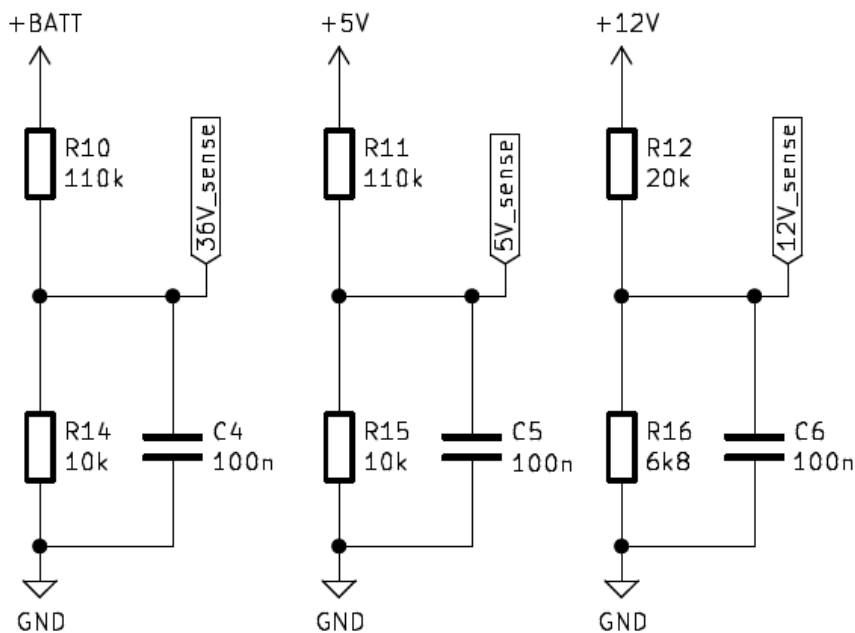 +BATT
R10
110k
36V_sense
R14
10k
C4
100n
GND
+5V
R11
110k
5V_sense
R15
10k
C5
100n
GND
+12V
R12
20k
12V_sense
R16
6k8
C6
100n
GND